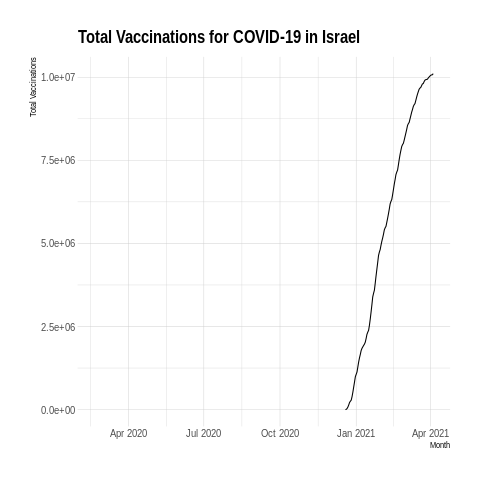 Total Vaccinations for COVID-19 in Israel
Total Vaccinations
1.0e+07
7.5e+06
5.0e+06
2.5e+06
0.0e+00
Apr 2020 Jul 2020 Oct 2020 Jan 2021 Apr 2021
Month